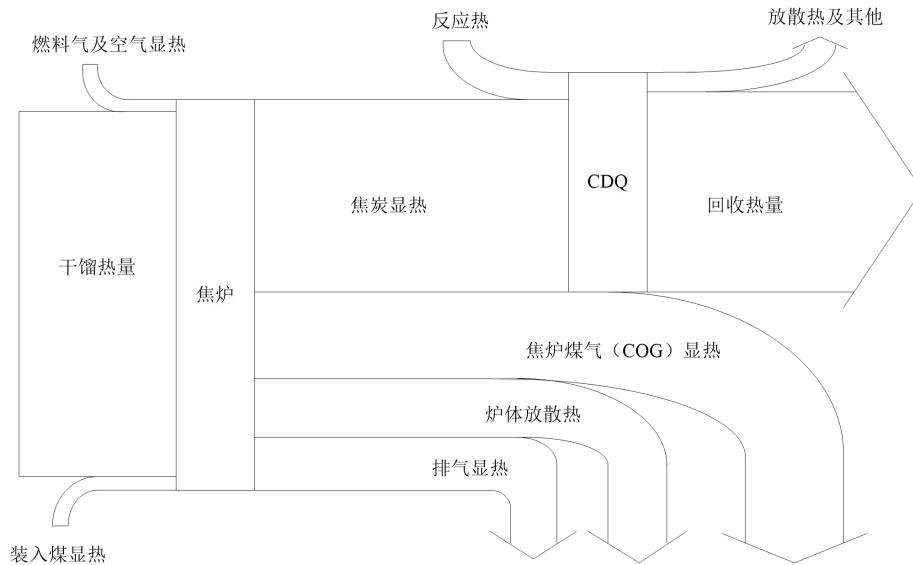 反应热
放散热及其他
燃料气及空气显热
CDQ
焦炭显热
回收热量
干馏热量
焦炉
焦炉煤气（COG）显热
炉体放散热
排气显热
装入煤显热